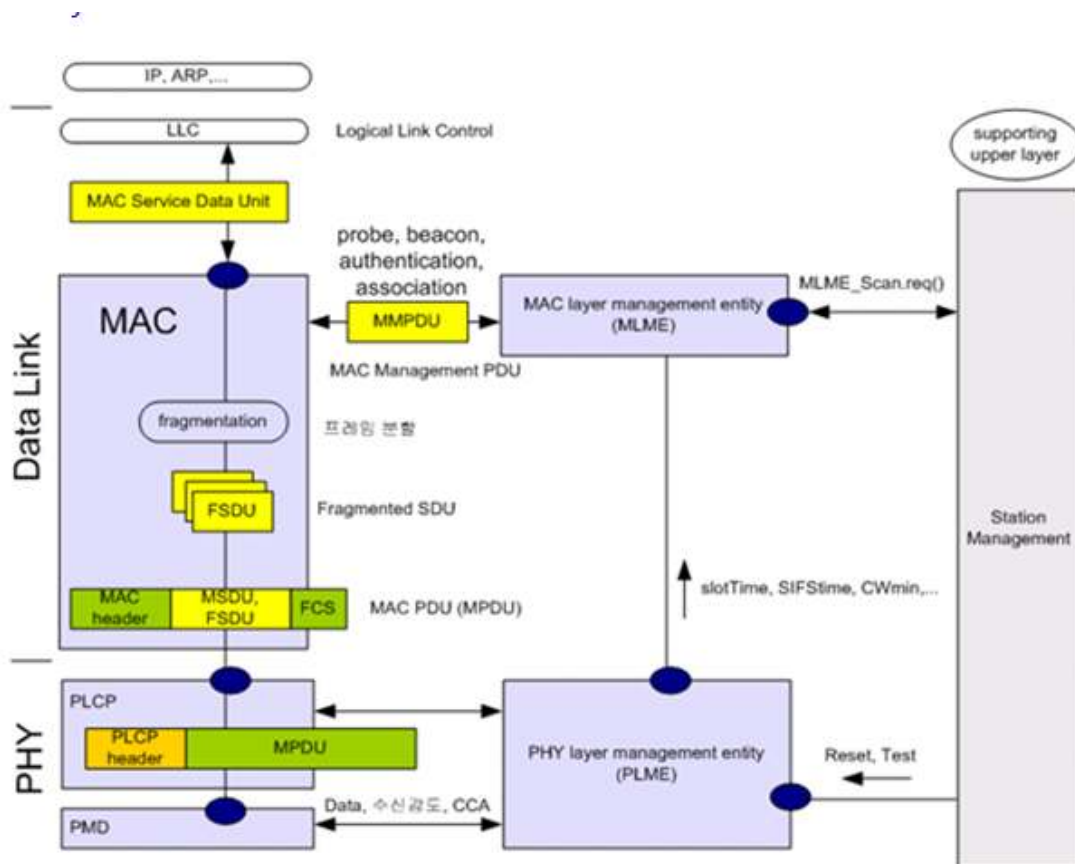 IP, ARP,...
LLC
Logical Link Control
supporting
upper layer
MAC Service Data Unit
probe, beacon,
authentication,
association
MAC
MMPDU
MAC layer management entity
(MLME)
MLME_Scan.req()
MAC Management PDU
Data Link
fragmentation
프레임 분할
FSDU
Fragmented SDU
Station
Management
MAC
header
MSDU,
FSDU
FCS
MAC PDU (MPDU)
slotTime, SIFStime, CWmin,...
PHY
PLCP
PLCP
header
MPDU
PHY layer management entity
(PLME)
Reset, Test
PMD
Data, 수신감도, CCA